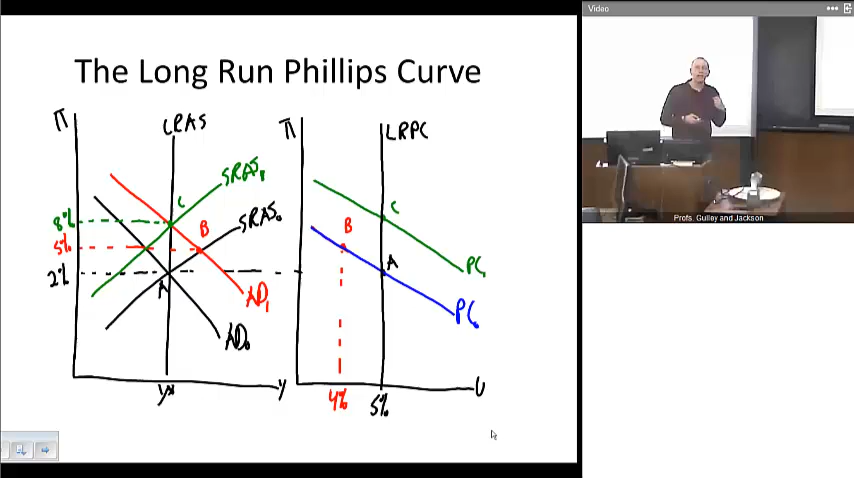 Video
The Long Run Phillips Curve
π
LRAS
SRAS₁
C
SRAS₀
8%
B
5%
2%
A
AD₁
AD₀
Y*
Y
π
LRPC
C
B
A
PC₁
PC₀
4%
5%
U
Profs. Gulley and Jackson